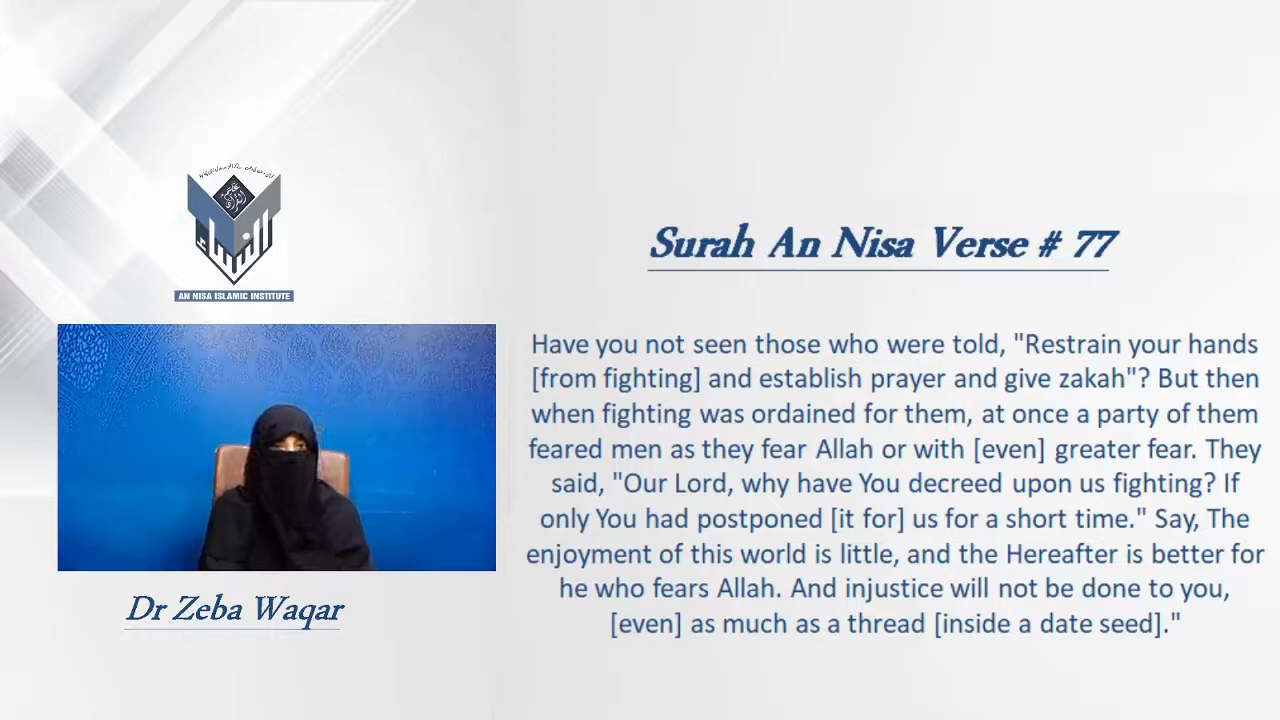 AN NISA ISLAMIC INSTITUTE
Dr Zeba Waqar
Surah An Nisa Verse # 77
Have you not seen those who were told, "Restrain your hands
[from fighting] and establish prayer and give zakah"? But then
when fighting was ordained for them, at once a party of them
feared men as they fear Allah or with [even] greater fear. They
said, "Our Lord, why have You decreed upon us fighting? If
only You had postponed [it for] us for a short time." Say, The
enjoyment of this world is little, and the Hereafter is better for
he who fears Allah. And injustice will not be done to you,
[even] as much as a thread [inside a date seed]."